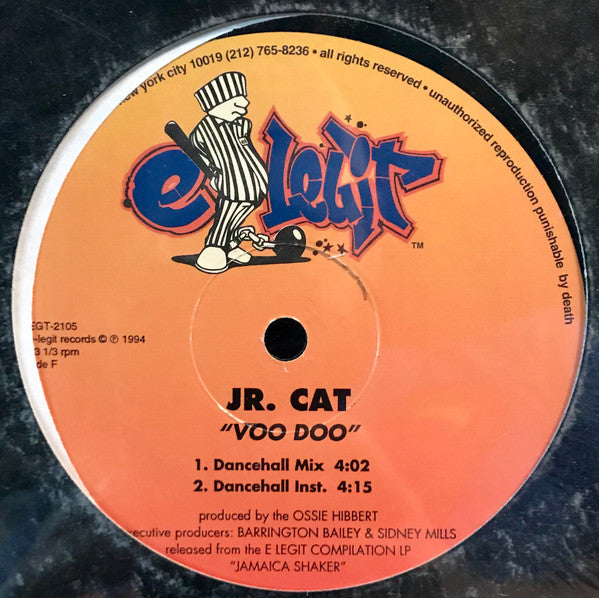 new york city 10019 (212) 765-8236 • all rights reserved • unauthorized reproduction punishable by death
e LEGIT
TM
EGT-2105
-legit records © ℗ 1994
3 1/3 rpm
de F
JR. CAT
"VOO DOO"
1. Dancehall Mix 4:02
2. Dancehall Inst. 4:15
produced by the OSSIE HIBBERT
xecutive producers: BARRINGTON BAILEY & SIDNEY MILLS
released from the E LEGIT COMPILATION LP
"JAMAICA SHAKER"